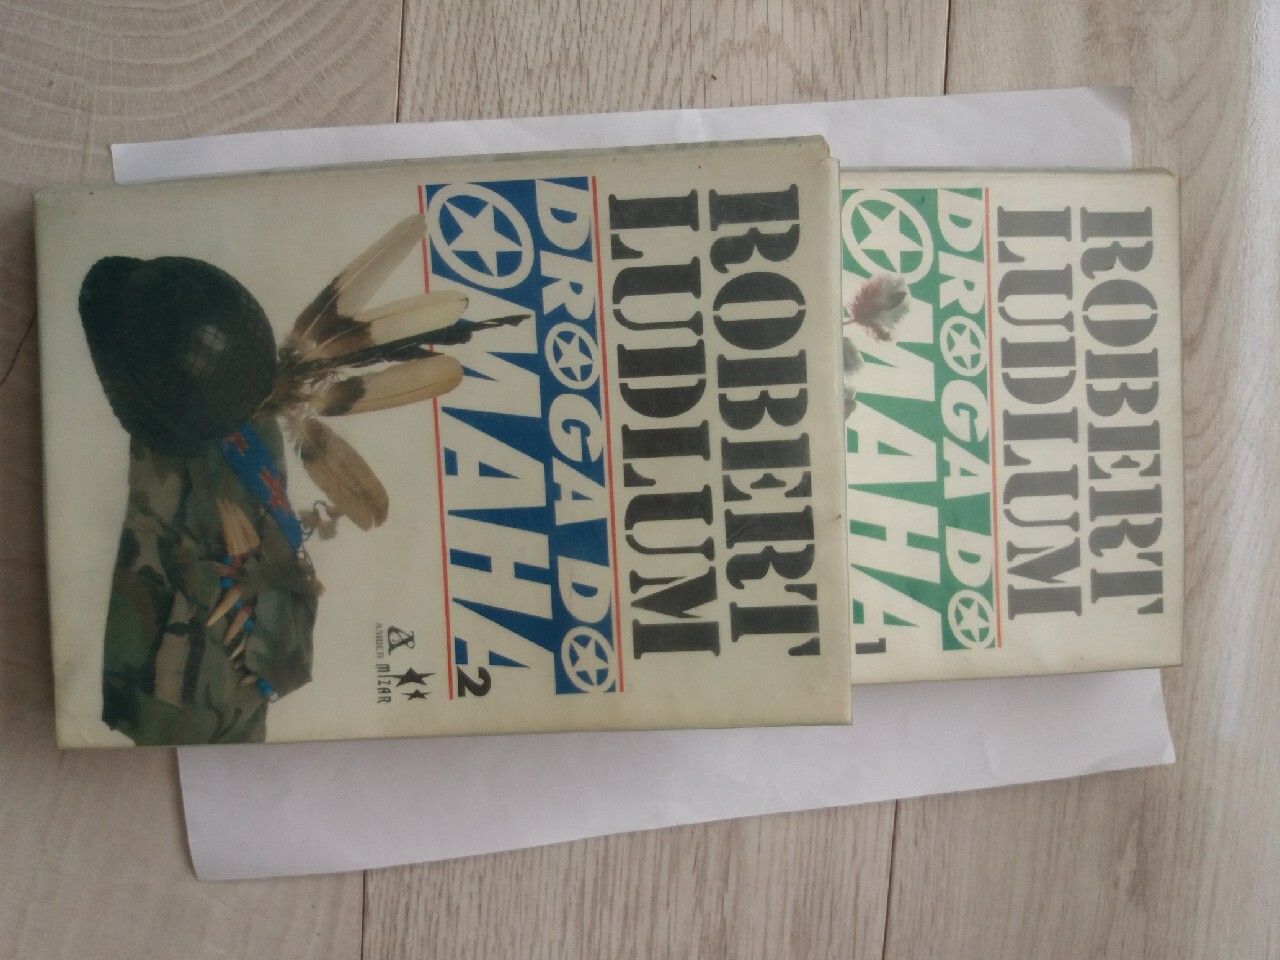 ROBERT
LUDLUM
DROGA DO
OMAHA
1
ROBERT
LUDLUM
DROGA DO
OMAHA
2
AMBER MIZAR